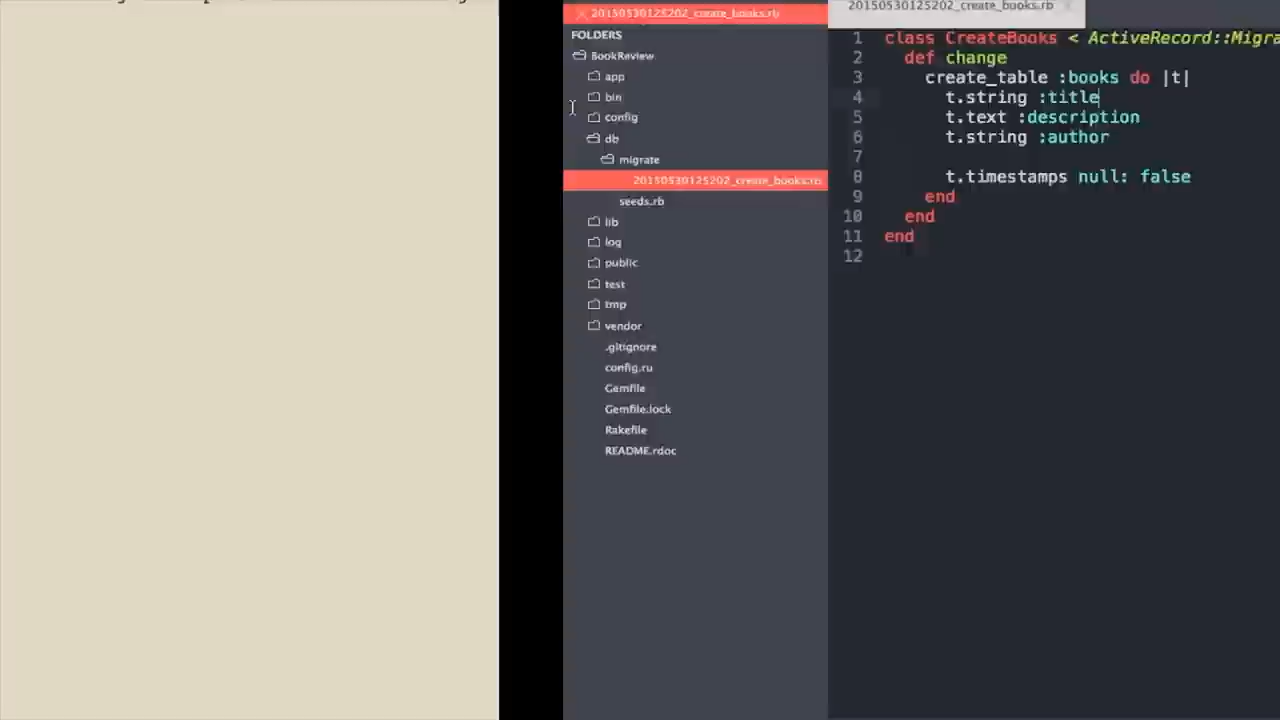 20150530125202_create_books.rb
FOLDERS
BookReview
app
bin
config
db
migrate
20150530125202_create_books.rb
seeds.rb
lib
log
public
test
tmp
vendor
.gitignore
config.ru
Gemfile
Gemfile.lock
Rakefile
README.rdoc
20150530125202_create_books.rb
1 class CreateBooks < ActiveRecord::Migra
2 def change
3 create_table :books do |t|
4 t.string :title
5 t.text :description
6 t.string :author
7
8 t.timestamps null: false
9 end
10 end
11 end
12